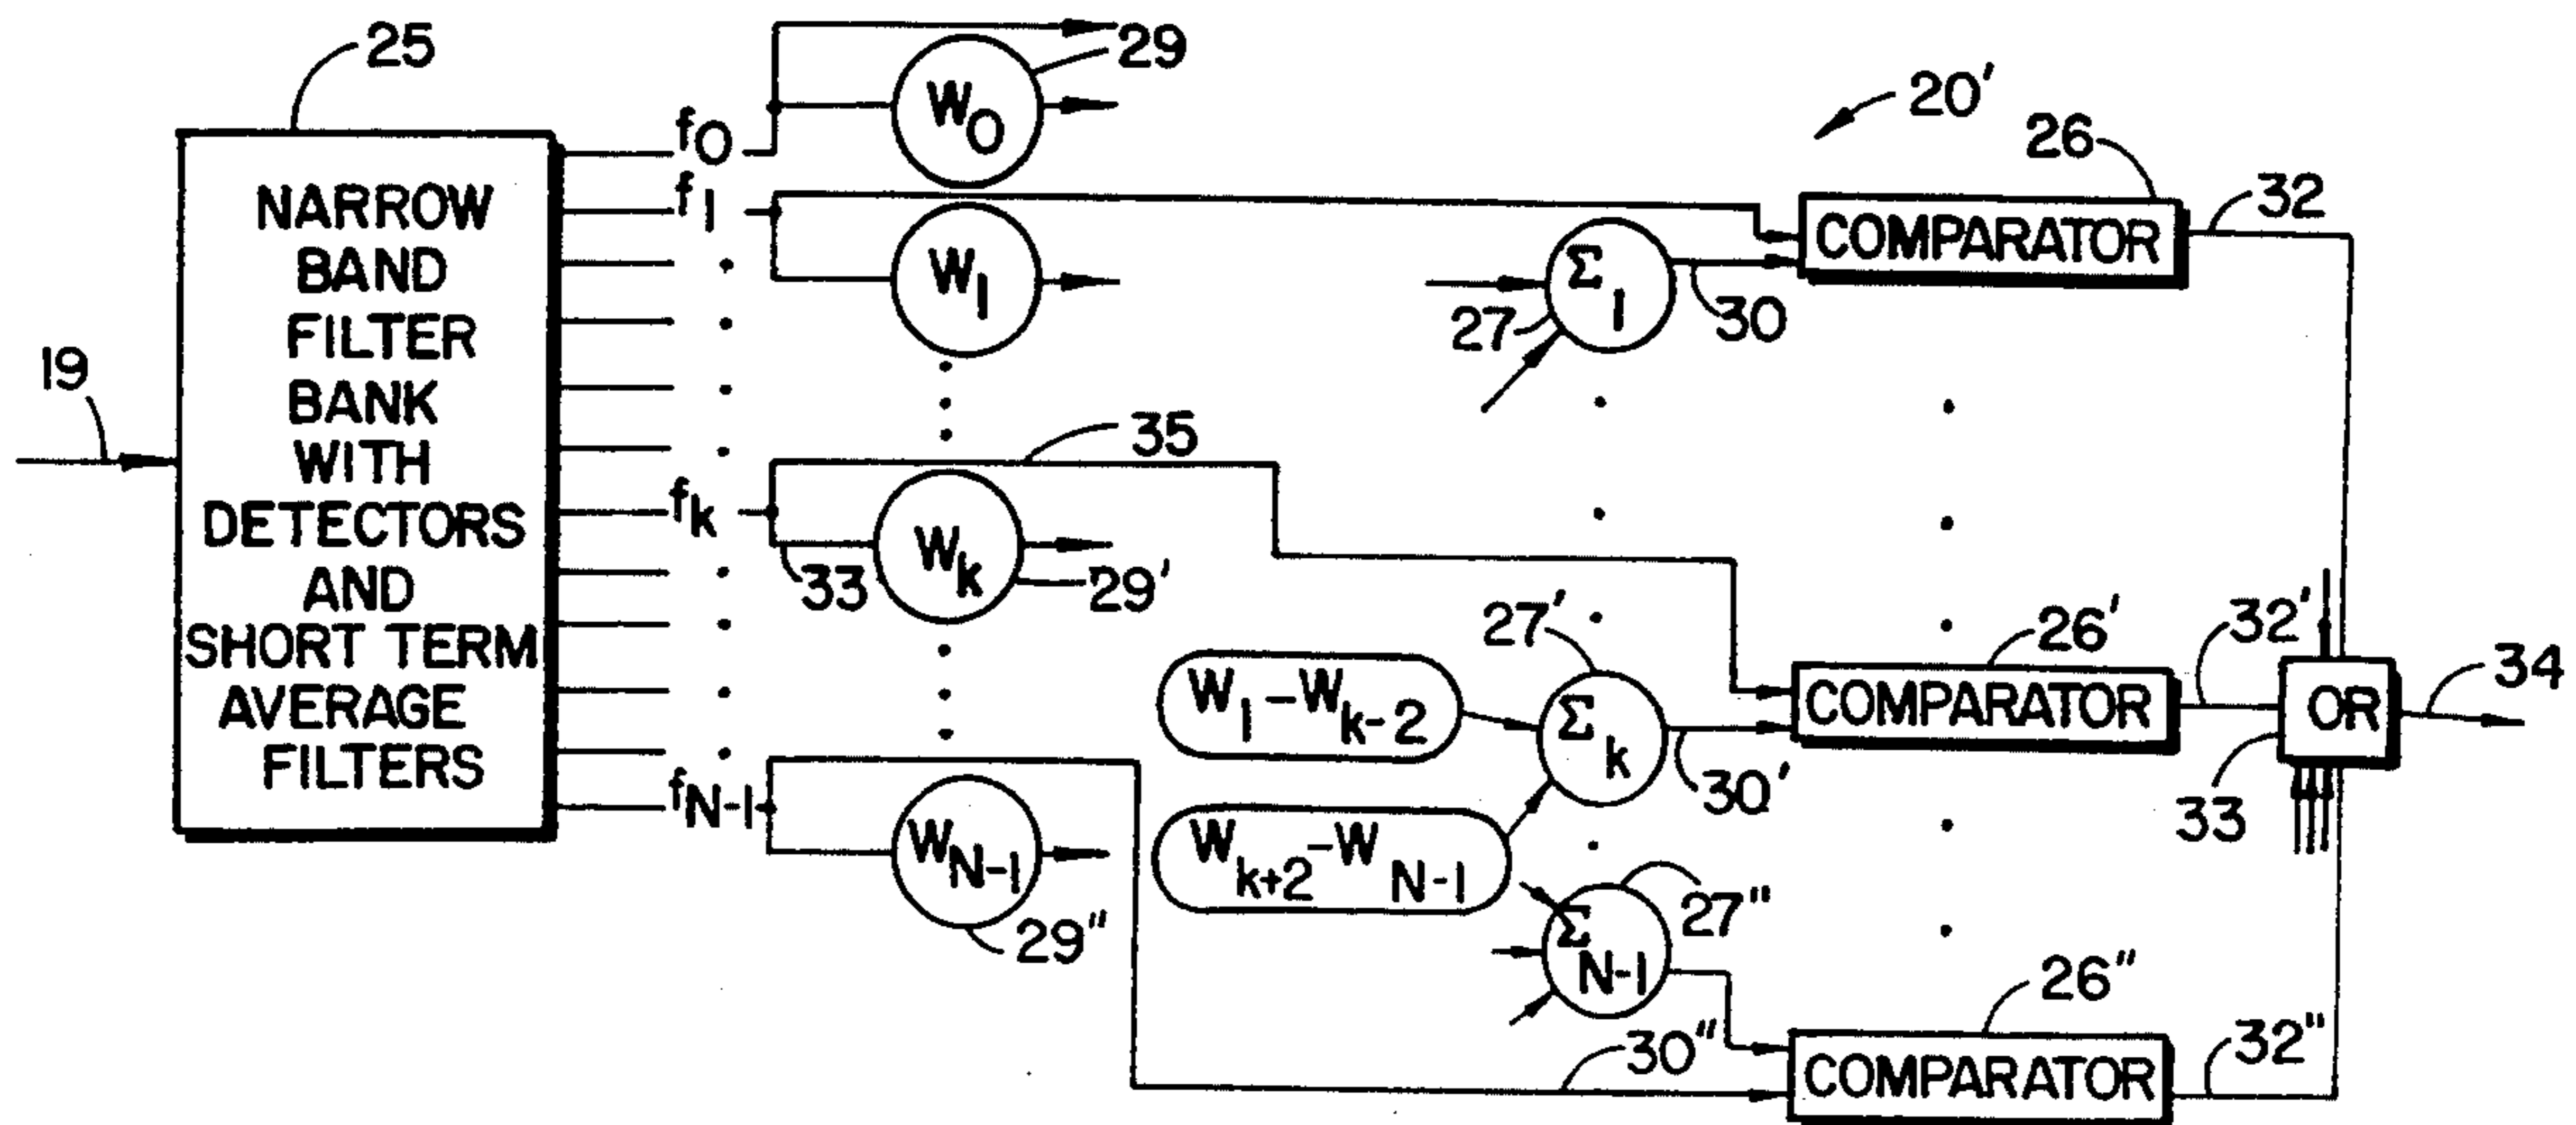 25
29
W0
20'
26
f0
f1
32
NARROW
BAND
FILTER
BANK
WITH
DETECTORS
AND
SHORT TERM
AVERAGE
FILTERS
COMPARATOR
W1
Σ1
27
30
19
35
fk
Wk
33
29'
27'
26'
32'
W1-Wk-2
Σk
COMPARATOR
OR
34
30'
33
fN-1
WN-1
Wk+2-WN-1
27"
29"
ΣN-1
26"
30"
COMPARATOR
32"